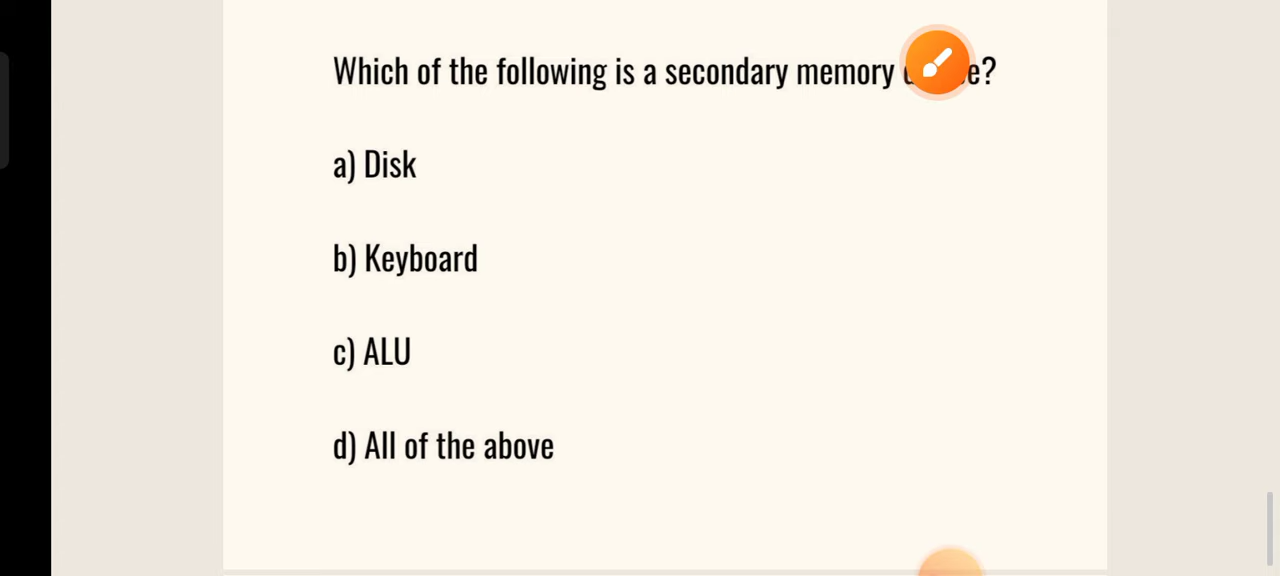 Which of the following is a secondary memory
a) Disk
b) Keyboard
c) ALU
d) All of the above